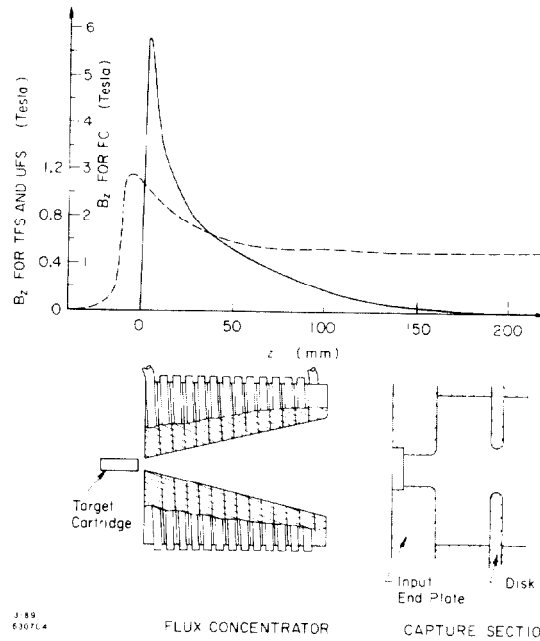 B_z FOR TFS AND UFS (Tesla)
B_z FOR FC (Tesla)
6
5
4
1.2 3
0.8 2
0.4 1
0 0
0 50 100 150 200
z (mm)
Target
Cartridge
Input
End Plate
Disk
3-89
6307L4
FLUX CONCENTRATOR
CAPTURE SECTIO